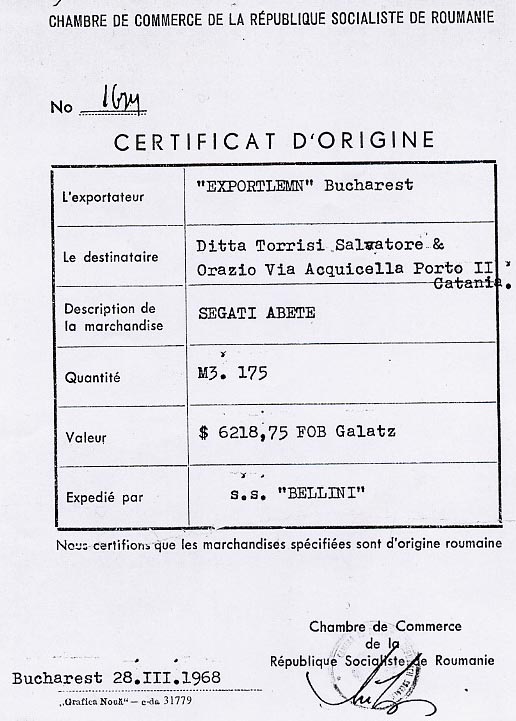 CHAMBRE DE COMMERCE DE LA RÉPUBLIQUE SOCIALISTE DE ROUMANIE
No
CERTIFICAT D'ORIGINE
L'exportateur "EXPORTLEMN" Bucharest
Le destinataire Ditta Torrisi Salvatore &
Orazio Via Acquicella Porto II
Catania.
Description de
la marchandise SEGATI ABETE
Quantité M3. 175
Valeur $ 6218,75 FOB Galatz
Expedié par s.s. "BELLINI"
Nous certifions que les marchandises spécifiées sont d'origine roumaine
Chambre de Commerce
de la
République Socialiste de Roumanie
Bucharest 28.III.1968
„Grafica Nouă" — c-da 31779